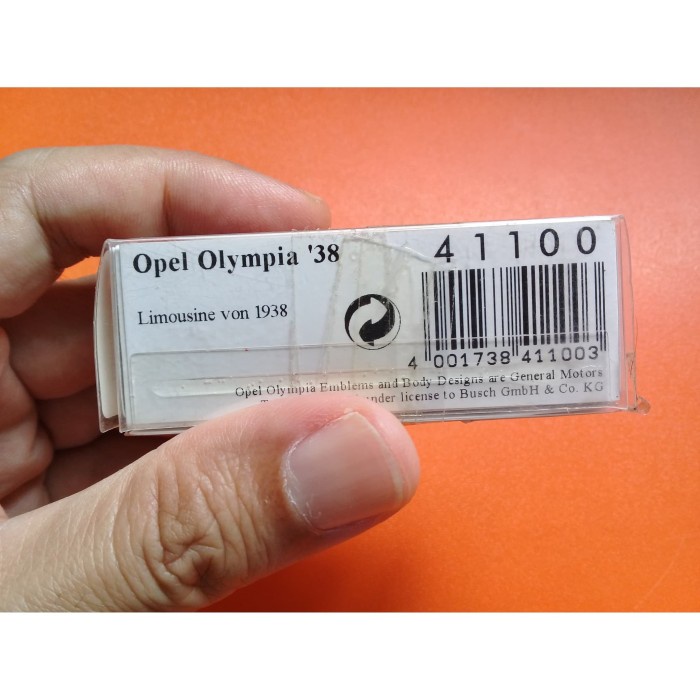 Opel Olympia '38
41100
Limousine von 1938
4 001738 411003
Opel Olympia Emblems and Body Designs are General Motors
under license to Busch GmbH & Co. KG